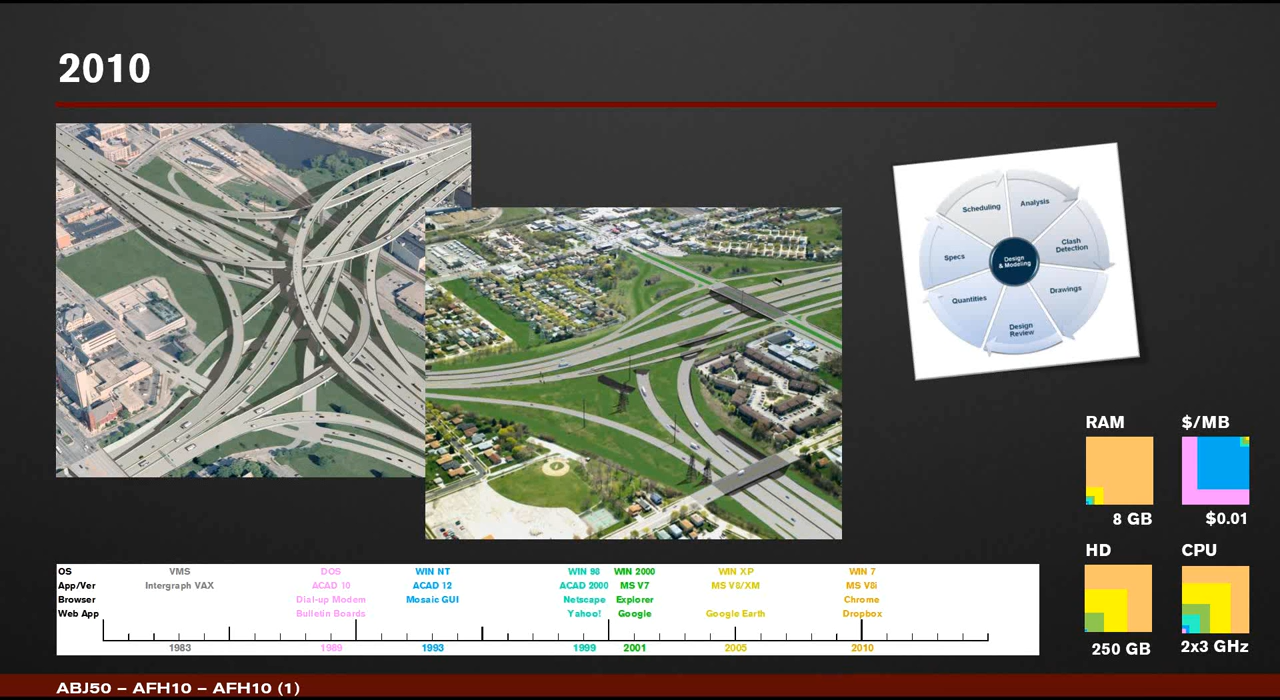 2010
Scheduling
Analysis
Specs
Clash
Detection
Design
& Modeling
Quantities
Drawings
Design
Review
RAM $/MB
8 GB $0.01
HD CPU
250 GB 2x3 GHz
OS VMS DOS WIN NT WIN 98 WIN 2000 WIN XP WIN 7
App/Ver Intergraph VAX ACAD 10 ACAD 12 ACAD 2000 MS V7 MS V8/XM MS V8i
Browser Dial-up Modem Mosaic GUI Netscape Explorer Chrome
Web App Bulletin Boards Yahoo! Google Google Earth Dropbox
1983 1989 1993 1999 2001 2005 2010
ABJ50 – AFH10 – AFH10 (1)